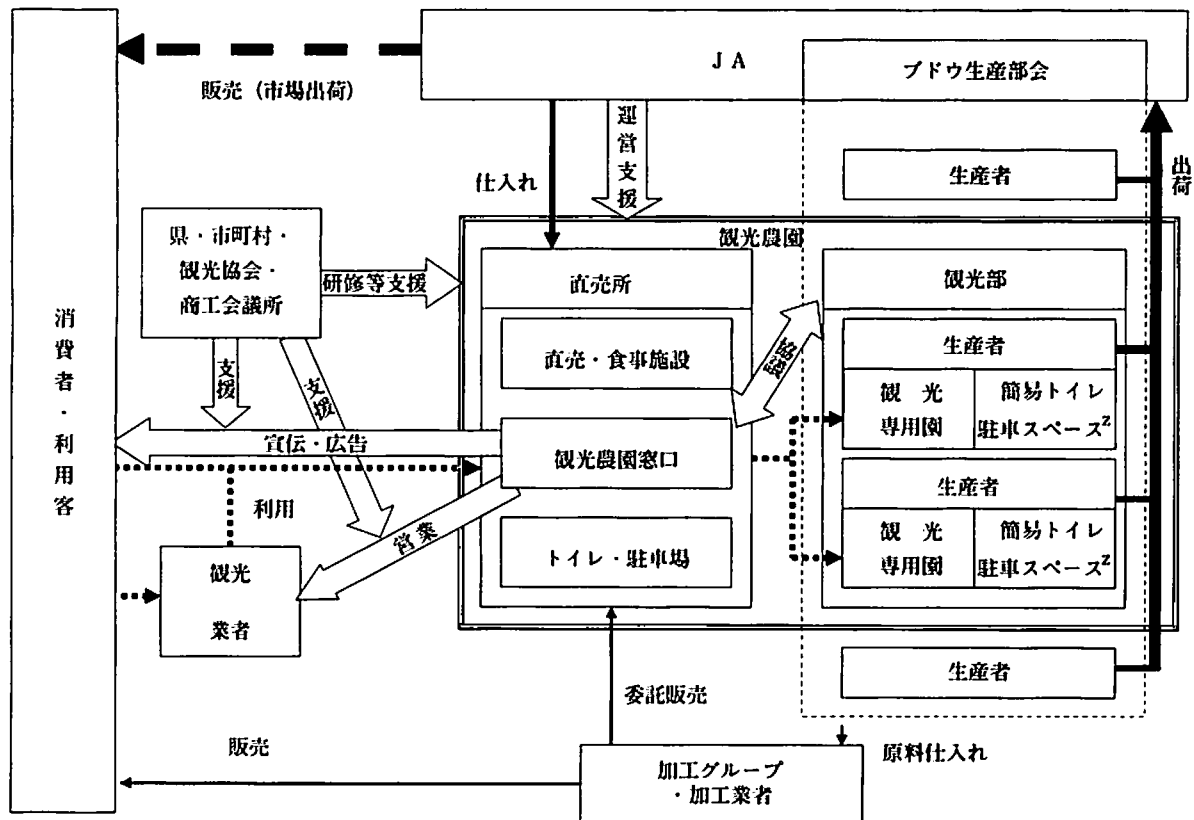 JA
ブドウ生産部会
販売（市場出荷）
運営支援
仕入れ
生産者
出荷
県・市町村・
観光協会・
商工会議所
研修等支援
観光農園
直売所
観光部
消費者・利用客
直売・食事施設
生産者
支援
支援
観光
専用園
簡易トイレ
駐車スペースz
宣伝・広告
観光農園窓口
生産者
利用
営業
観光
専用園
簡易トイレ
駐車スペースz
トイレ・駐車場
観光
業者
生産者
委託販売
販売
原料仕入れ
加工グループ
・加工業者